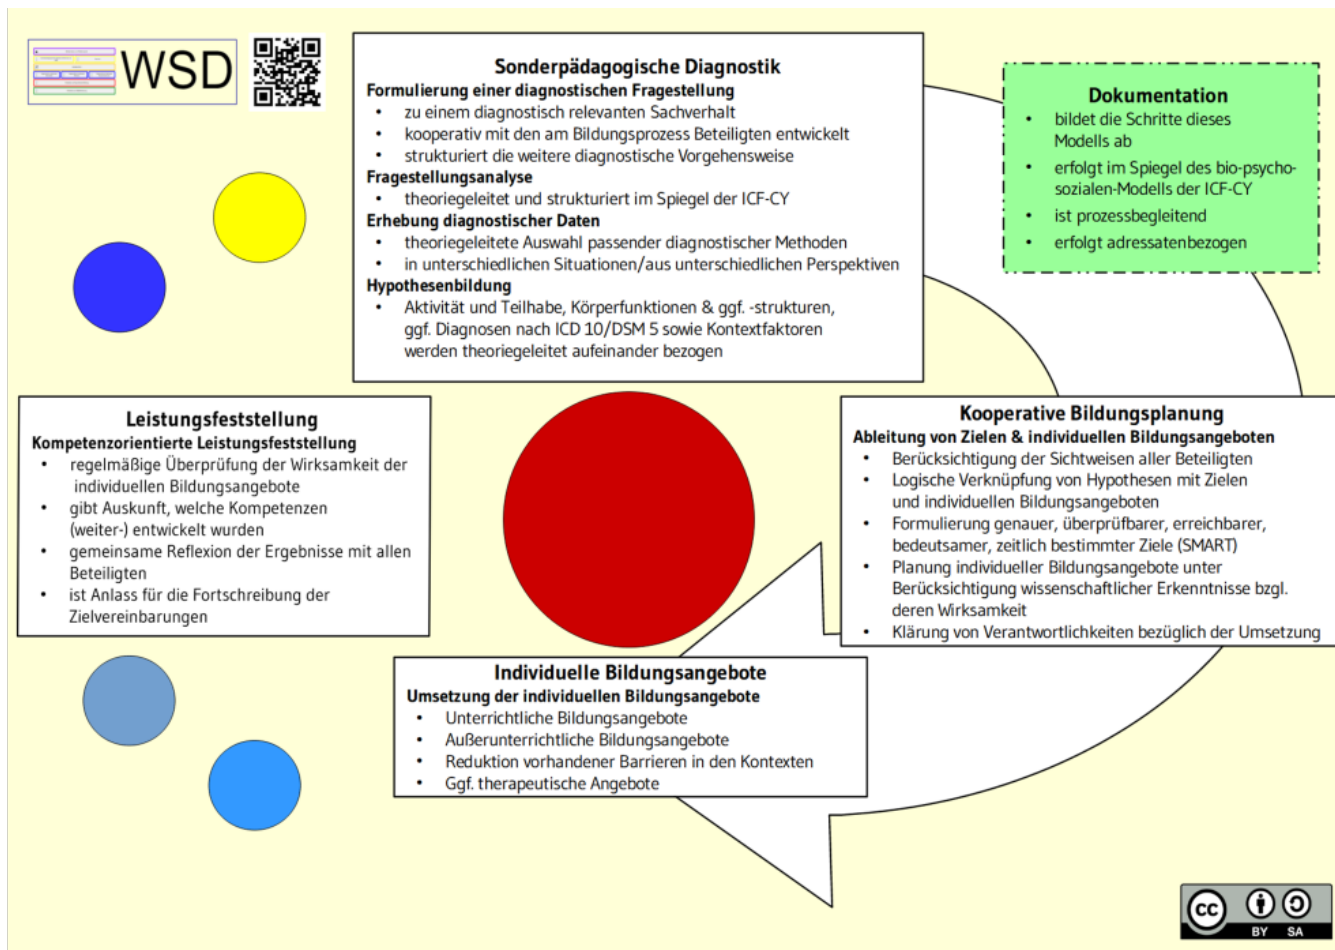 WSD
Sonderpädagogische Diagnostik
Formulierung einer diagnostischen Fragestellung
• zu einem diagnostisch relevanten Sachverhalt
• kooperativ mit den am Bildungsprozess Beteiligten entwickelt
• strukturiert die weitere diagnostische Vorgehensweise
Fragestellungsanalyse
• theoriegeleitet und strukturiert im Spiegel der ICF-CY
Erhebung diagnostischer Daten
• theoriegeleitete Auswahl passender diagnostischer Methoden
• in unterschiedlichen Situationen/aus unterschiedlichen Perspektiven
Hypothesenbildung
• Aktivität und Teilhabe, Körperfunktionen & ggf. -strukturen,
ggf. Diagnosen nach ICD 10/DSM 5 sowie Kontextfaktoren
werden theoriegeleitet aufeinander bezogen
Dokumentation
• bildet die Schritte dieses
Modells ab
• erfolgt im Spiegel des bio-psycho-
sozialen-Modells der ICF-CY
• ist prozessbegleitend
• erfolgt adressatenbezogen
Leistungsfeststellung
Kompetenzorientierte Leistungsfeststellung
• regelmäßige Überprüfung der Wirksamkeit der
individuellen Bildungsangebote
• gibt Auskunft, welche Kompetenzen
(weiter-) entwickelt wurden
• gemeinsame Reflexion der Ergebnisse mit allen
Beteiligten
• ist Anlass für die Fortschreibung der
Zielvereinbarungen
Kooperative Bildungsplanung
Ableitung von Zielen & individuellen Bildungsangeboten
• Berücksichtigung der Sichtweisen aller Beteiligten
• Logische Verknüpfung von Hypothesen mit Zielen
und individuellen Bildungsangeboten
• Formulierung genauer, überprüfbarer, erreichbarer,
bedeutsamer, zeitlich bestimmter Ziele (SMART)
• Planung individueller Bildungsangebote unter
Berücksichtigung wissenschaftlicher Erkenntnisse bzgl.
deren Wirksamkeit
• Klärung von Verantwortlichkeiten bezüglich der Umsetzung
Individuelle Bildungsangebote
Umsetzung der individuellen Bildungsangebote
• Unterrichtliche Bildungsangebote
• Außerunterrichtliche Bildungsangebote
• Reduktion vorhandener Barrieren in den Kontexten
• Ggf. therapeutische Angebote
cc
BY SA